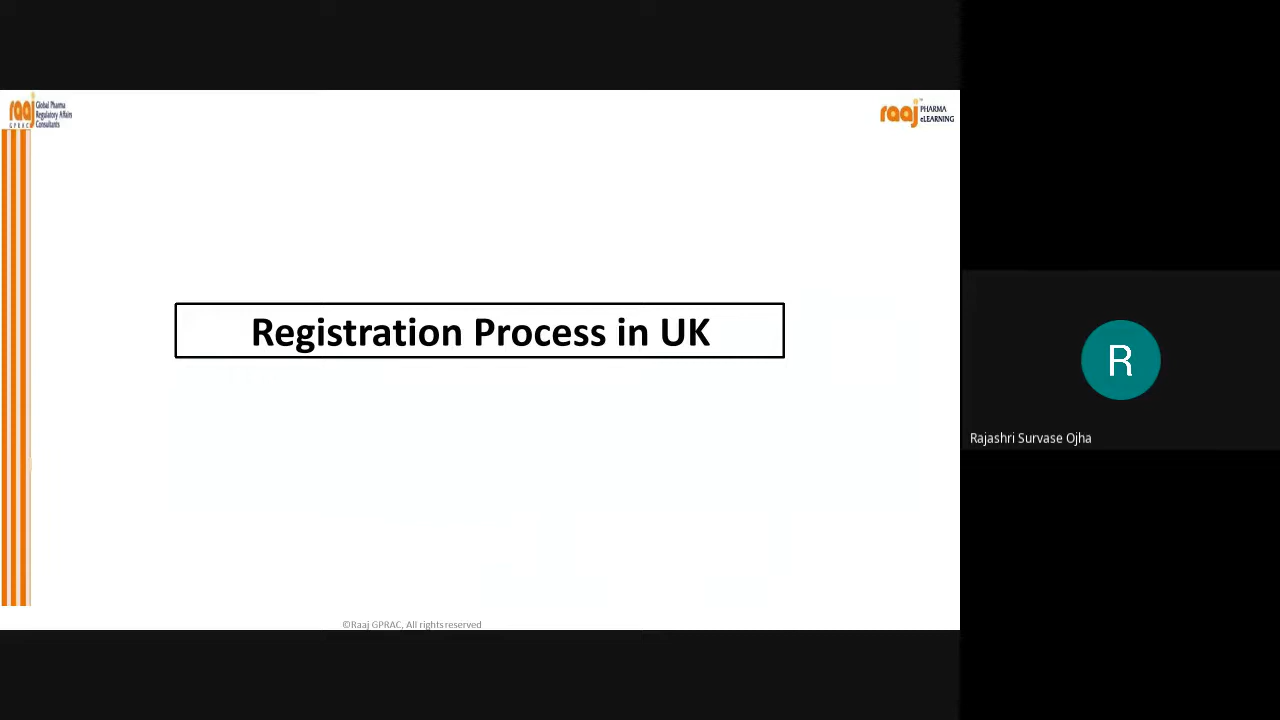 raaj
GPRAC
Global Pharma
Regulatory Affairs
Consultants
raaj
PHARMA
eLEARNING
Registration Process in UK
R
Rajashri Survase Ojha
©Raaj GPRAC, All rights reserved